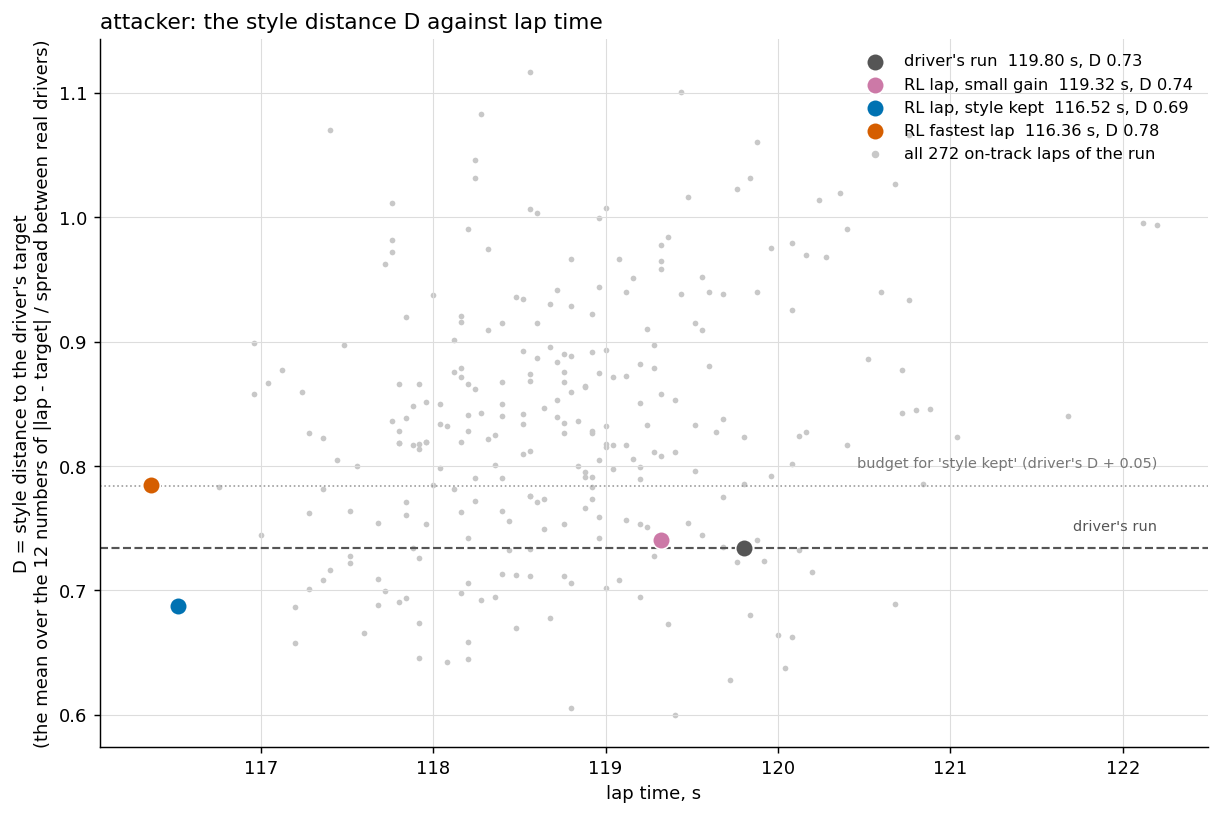 attacker: the style distance D against lap time
D = style distance to the driver's target
(the mean over the 12 numbers of |lap - target| / spread between real drivers)
1.1
1.0
0.9
0.8
0.7
0.6
driver's run  119.80 s, D 0.73
RL lap, small gain  119.32 s, D 0.74
RL lap, style kept  116.52 s, D 0.69
RL fastest lap  116.36 s, D 0.78
all 272 on-track laps of the run
budget for 'style kept' (driver's D + 0.05)
driver's run
117
118
119
120
121
122
lap time, s